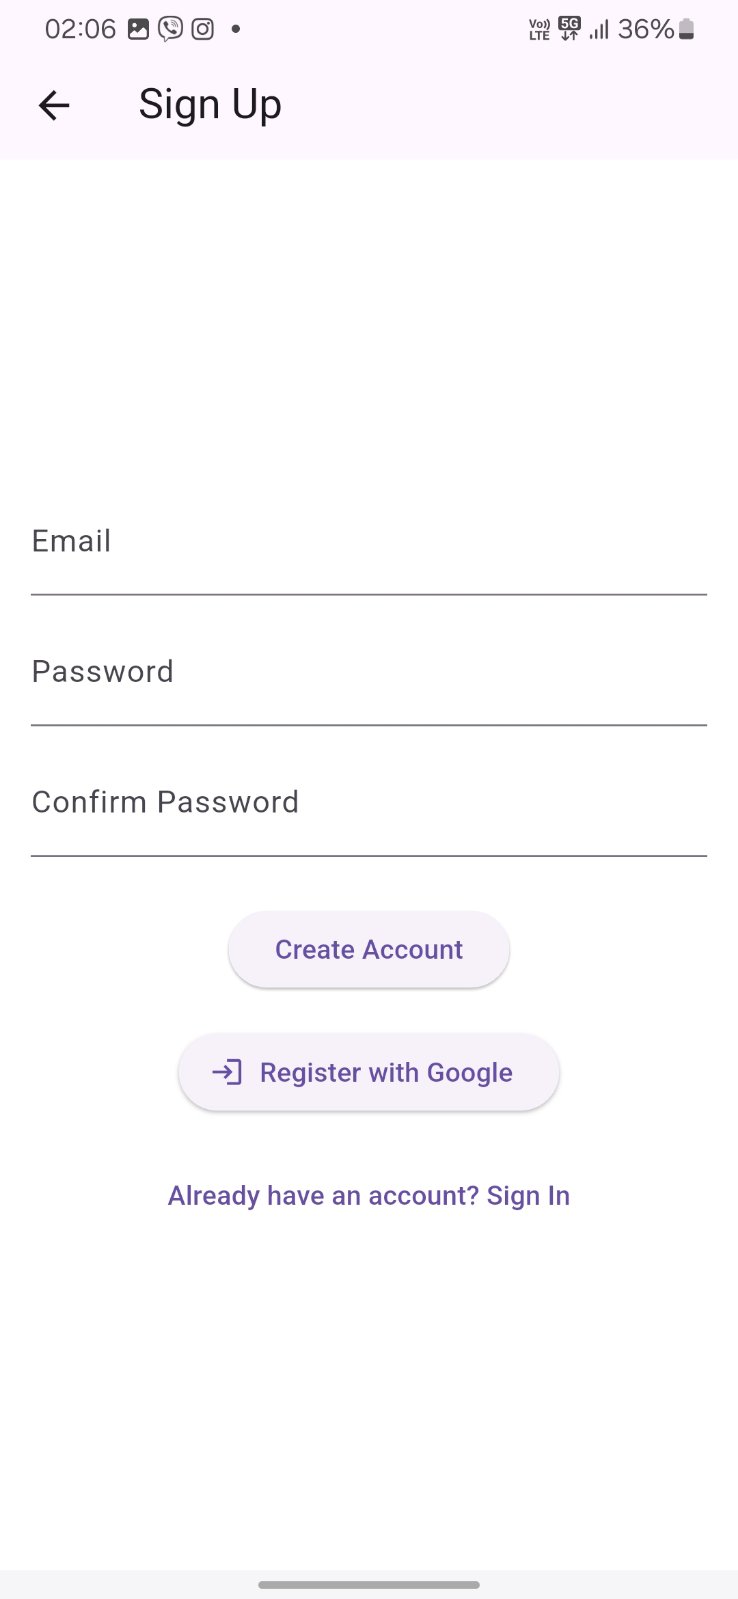 02:06 Vo)) LTE 5G 36%
Sign Up
Email
Password
Confirm Password
Create Account
Register with Google
Already have an account? Sign In